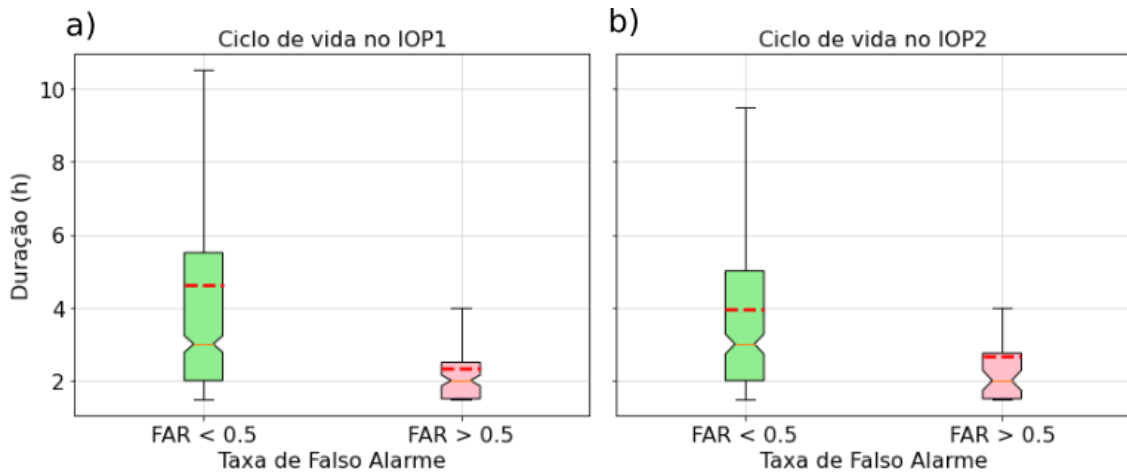 a)
Ciclo de vida no IOP1
Duração (h)
10
8
6
4
2
FAR < 0.5
FAR > 0.5
Taxa de Falso Alarme
b)
Ciclo de vida no IOP2
FAR < 0.5
FAR > 0.5
Taxa de Falso Alarme